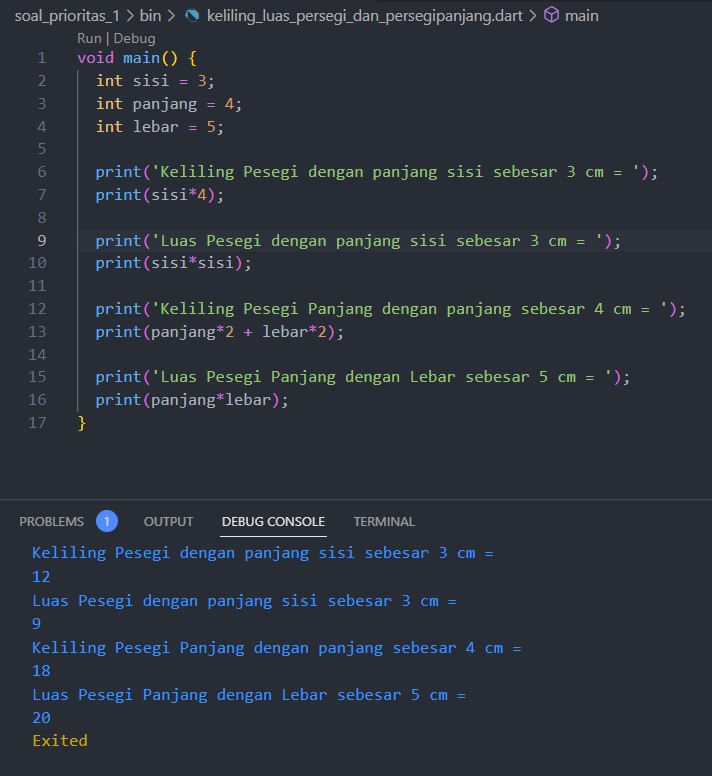 soal_prioritas_1 > bin > keliling_luas_persegi_dan_persegipanjang.dart > main
Run | Debug
1 void main() {
2 int sisi = 3;
3 int panjang = 4;
4 int lebar = 5;
5
6 print('Keliling Pesegi dengan panjang sisi sebesar 3 cm = ');
7 print(sisi*4);
8
9 print('Luas Pesegi dengan panjang sisi sebesar 3 cm = ');
10 print(sisi*sisi);
11
12 print('Keliling Pesegi Panjang dengan panjang sebesar 4 cm = ');
13 print(panjang*2 + lebar*2);
14
15 print('Luas Pesegi Panjang dengan Lebar sebesar 5 cm = ');
16 print(panjang*lebar);
17 }
PROBLEMS 1 OUTPUT DEBUG CONSOLE TERMINAL
Keliling Pesegi dengan panjang sisi sebesar 3 cm =
12
Luas Pesegi dengan panjang sisi sebesar 3 cm =
9
Keliling Pesegi Panjang dengan panjang sebesar 4 cm =
18
Luas Pesegi Panjang dengan Lebar sebesar 5 cm =
20
Exited